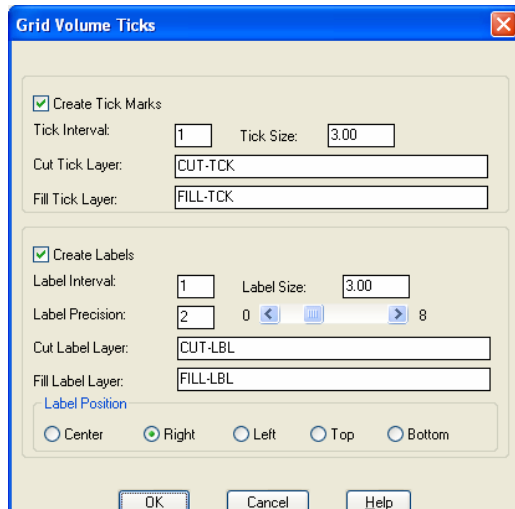 Grid Volume Ticks
Create Tick Marks
Tick Interval: 1 Tick Size: 3.00
Cut Tick Layer: CUT-TCK
Fill Tick Layer: FILL-TCK
Create Labels
Label Interval: 1 Label Size: 3.00
Label Precision: 2 0 8
Cut Label Layer: CUT-LBL
Fill Label Layer: FILL-LBL
Label Position
Center Right Left Top Bottom
OK Cancel Help